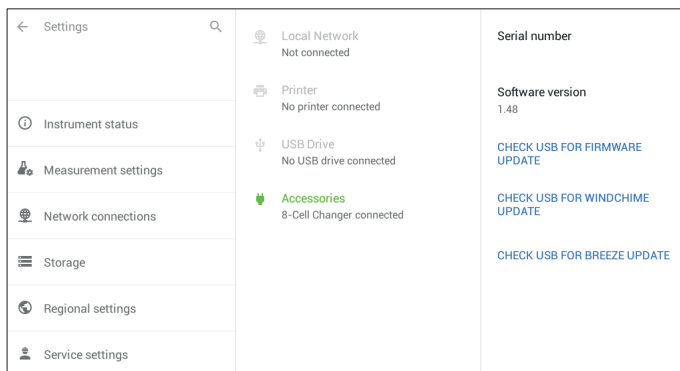 Settings
Instrument status
Measurement settings
Network connections
Storage
Regional settings
Service settings
Local Network
Not connected
Printer
No printer connected
USB Drive
No USB drive connected
Accessories
8-Cell Changer connected
Serial number
Software version
1.48
CHECK USB FOR FIRMWARE
UPDATE
CHECK USB FOR WINDCHIME
UPDATE
CHECK USB FOR BREEZE UPDATE